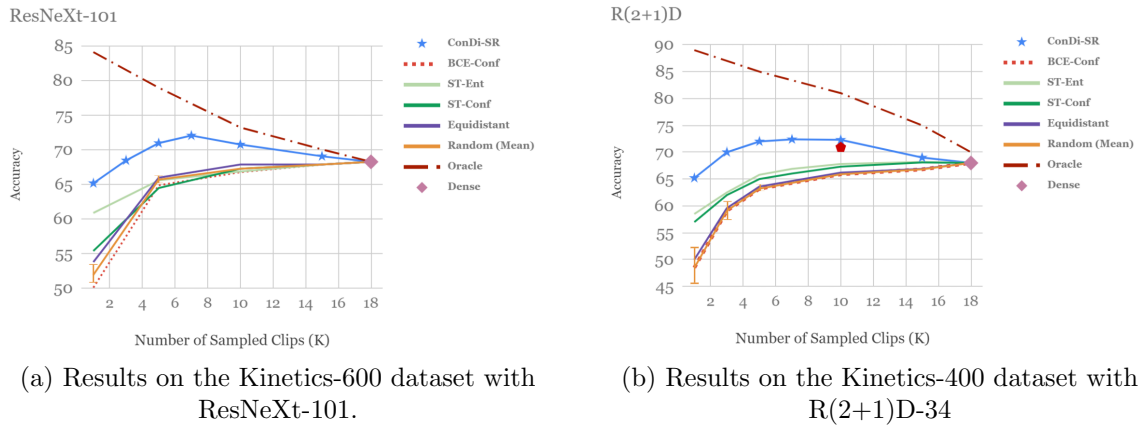 ResNeXt-101
85
80
75
70
65
60
55
50
Accuracy
2 4 6 8 10 12 14 16 18
Number of Sampled Clips (K)
ConDi-SR
BCE-Conf
ST-Ent
ST-Conf
Equidistant
Random (Mean)
Oracle
Dense
(a) Results on the Kinetics-600 dataset with
ResNeXt-101.
R(2+1)D
90
85
80
75
70
65
60
55
50
45
Accuracy
2 4 6 8 10 12 14 16 18
Number of Sampled Clips (K)
ConDi-SR
BCE-Conf
ST-Ent
ST-Conf
Equidistant
Random (Mean)
Oracle
Dense
(b) Results on the Kinetics-400 dataset with
R(2+1)D-34